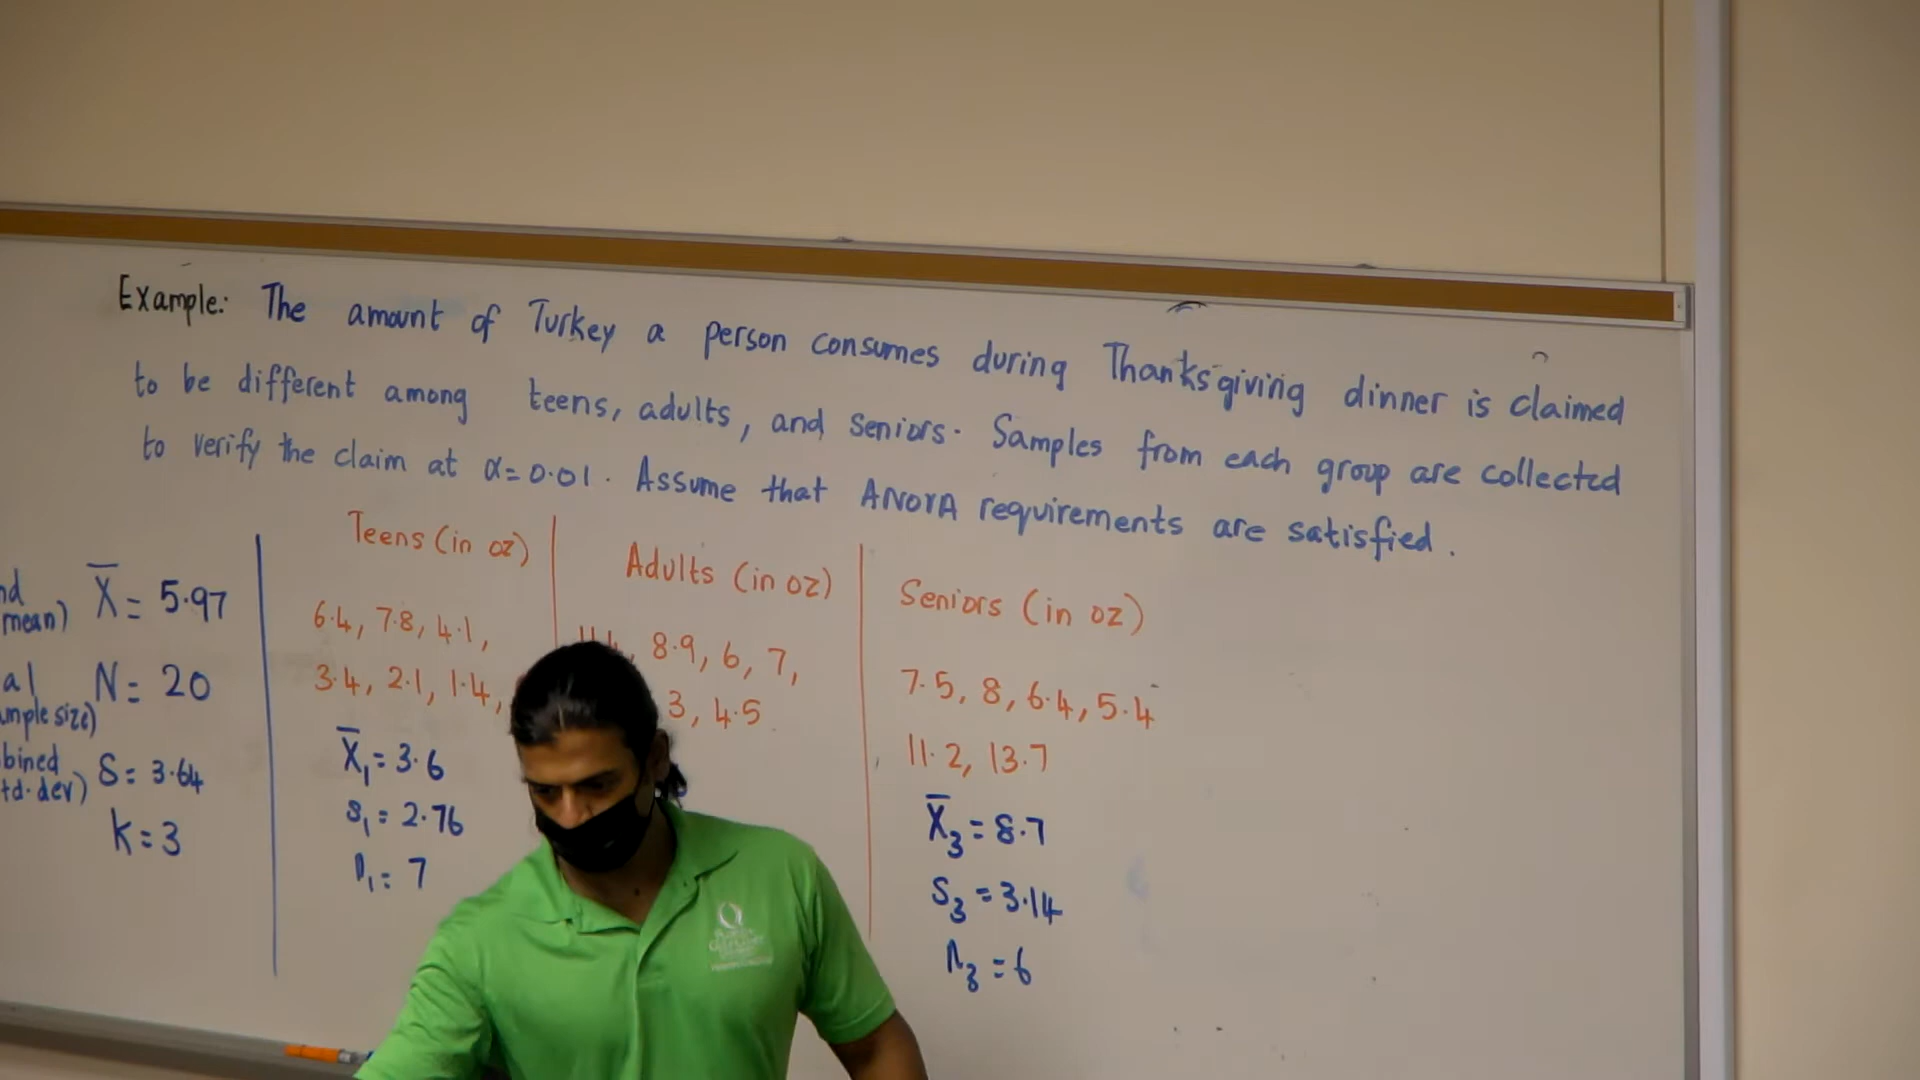 Example: The amount of Turkey a person consumes during Thanksgiving dinner is claimed
to be different among teens, adults, and seniors. Samples from each group are collected
to verify the claim at α=0.01. Assume that ANOVA requirements are satisfied.
mean) X̄ = 5.97
N = 20
S = 3.64
k = 3
Teens (in oz)
6.4, 7.8, 4.1,
3.4, 2.1, 1.4,
X̄₁ = 3.6
S₁ = 2.76
n₁ = 7
Adults (in oz)
8.9, 6, 7,
3, 4.5
Seniors (in oz)
7.5, 8, 6.4, 5.4
11.2, 13.7
X̄₃ = 8.7
S₃ = 3.14
n₃ = 6